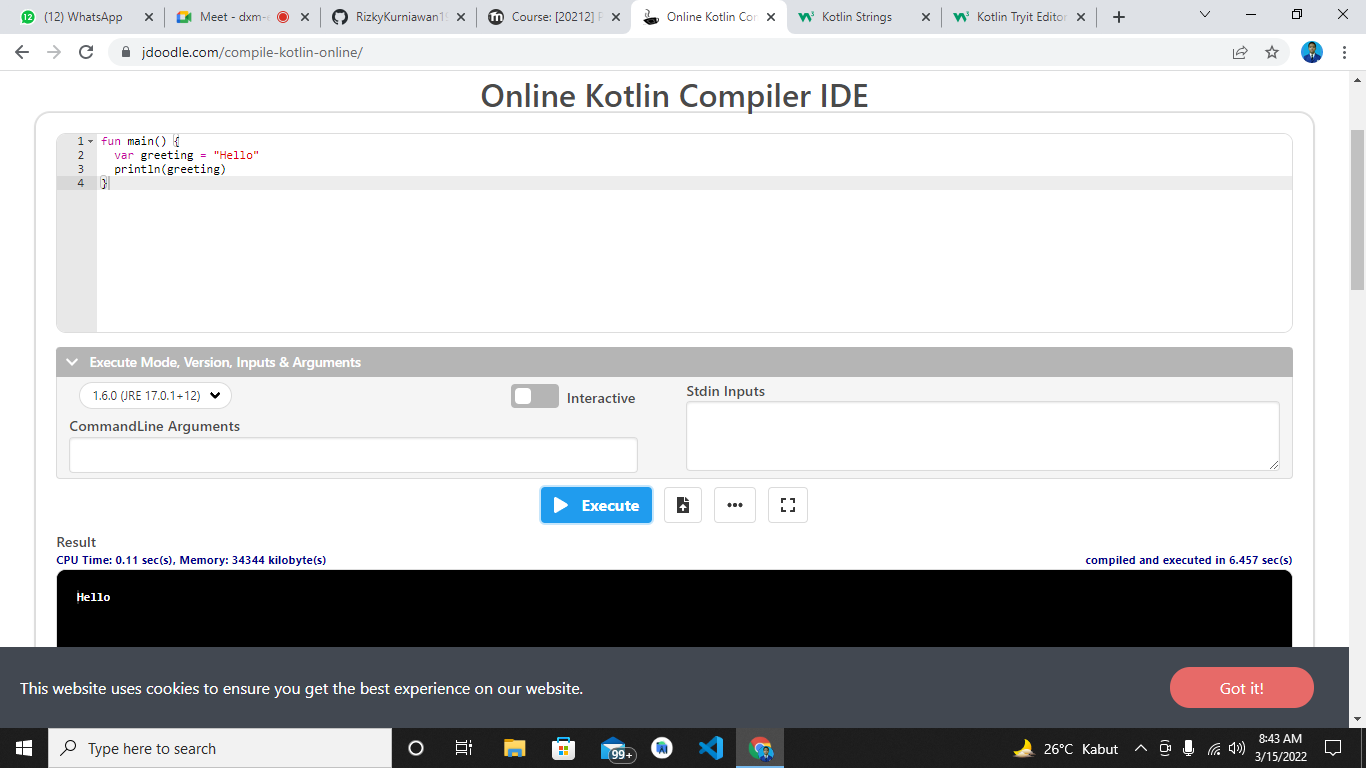 (12) WhatsApp
Meet - dxm-
RizkyKurniawan1
Course: [20212]
Online Kotlin Co
Kotlin Strings
Kotlin Tryit Editor
jdoodle.com/compile-kotlin-online/
Online Kotlin Compiler IDE
1 fun main() {
2 var greeting = "Hello"
3 println(greeting)
4 }
Execute Mode, Version, Inputs & Arguments
1.6.0 (JRE 17.0.1+12)
Interactive
Stdin Inputs
CommandLine Arguments
Execute
Result
CPU Time: 0.11 sec(s), Memory: 34344 kilobyte(s)
compiled and executed in 6.457 sec(s)
Hello
This website uses cookies to ensure you get the best experience on our website.
Got it!
Type here to search
99+
26°C Kabut
8:43 AM
3/15/2022